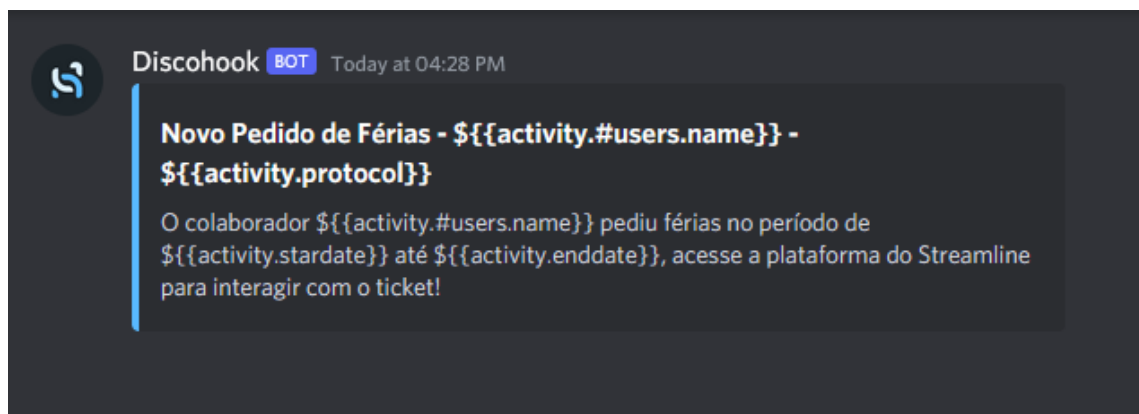 Discohook BOT Today at 04:28 PM
Novo Pedido de Férias - ${{activity.#users.name}} -
${{activity.protocol}}
O colaborador ${{activity.#users.name}} pediu férias no período de
${{activity.stardate}} até ${{activity.enddate}}, acesse a plataforma do Streamline
para interagir com o ticket!